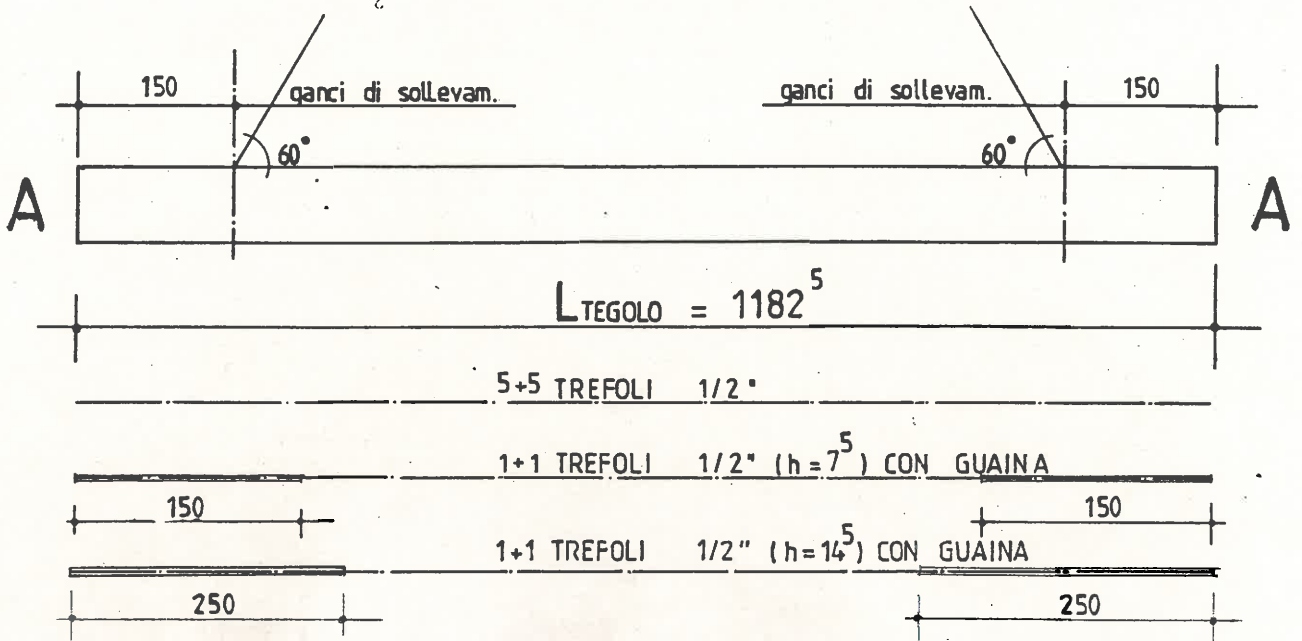 150 ganci di sollevam. ganci di sollevam. 150
60° 60°
A A
LTEGOLO = 1182⁵
5+5 TREFOLI 1/2"
1+1 TREFOLI 1/2" (h=7⁵) CON GUAINA
150 150
1+1 TREFOLI 1/2" (h=14⁵) CON GUAINA
250 250